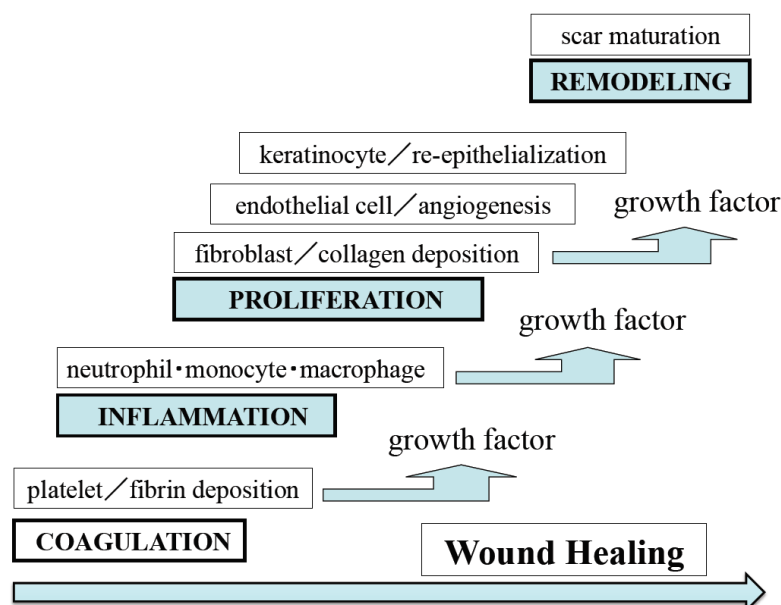 scar maturation
REMODELING
keratinocyte／re-epithelialization
endothelial cell／angiogenesis
growth factor
fibroblast／collagen deposition
PROLIFERATION
growth factor
neutrophil・monocyte・macrophage
INFLAMMATION
growth factor
platelet／fibrin deposition
COAGULATION
Wound Healing